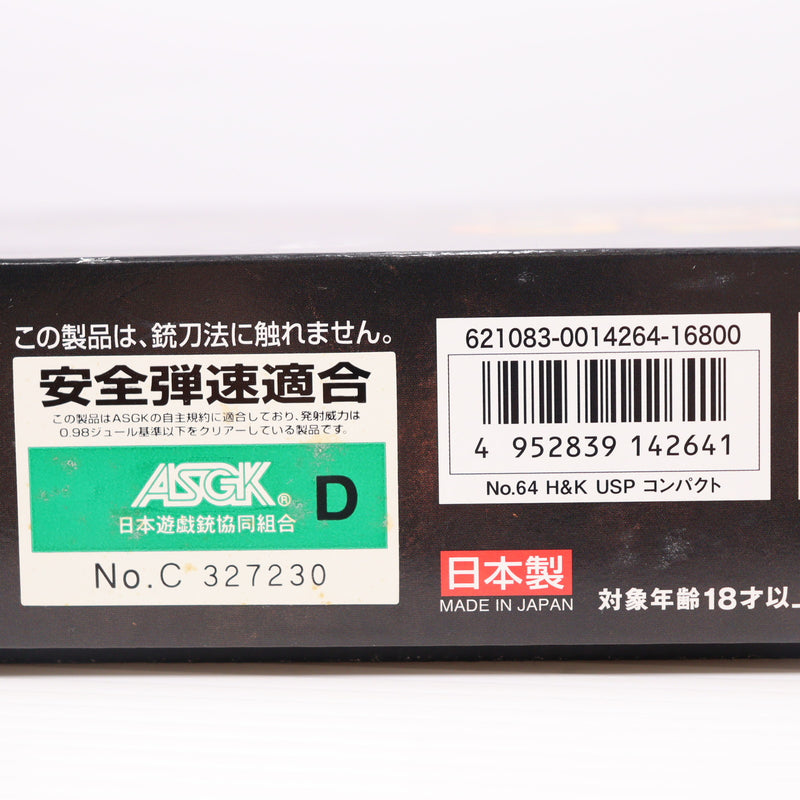 この製品は、銃刀法に触れません。
安全弾速適合
この製品はASGKの自主規約に適合しており、発射威力は
0.98ジュール基準以下をクリアーしている製品です。
ASGK®
日本遊戯銃協同組合
D
No.C 327230
621083-0014264-16800
4 952839 142641
No.64 H&K USP コンパクト
日本製
MADE IN JAPAN
対象年齢18才以上